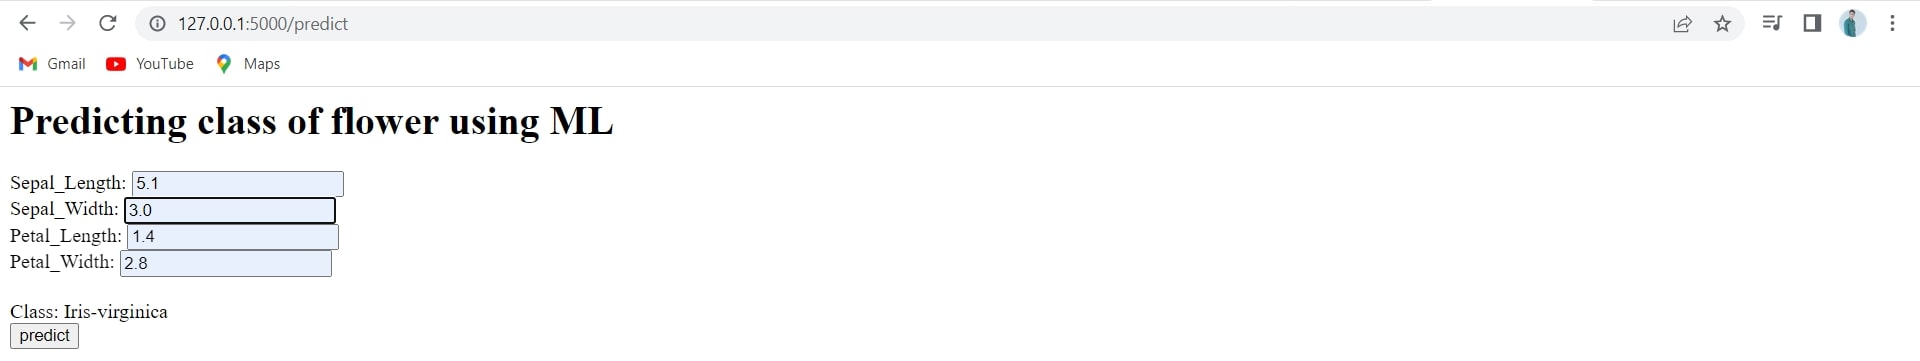 127.0.0.1:5000/predict
Gmail YouTube Maps
Predicting class of flower using ML
Sepal_Length: 5.1
Sepal_Width: 3.0
Petal_Length: 1.4
Petal_Width: 2.8
Class: Iris-virginica
predict